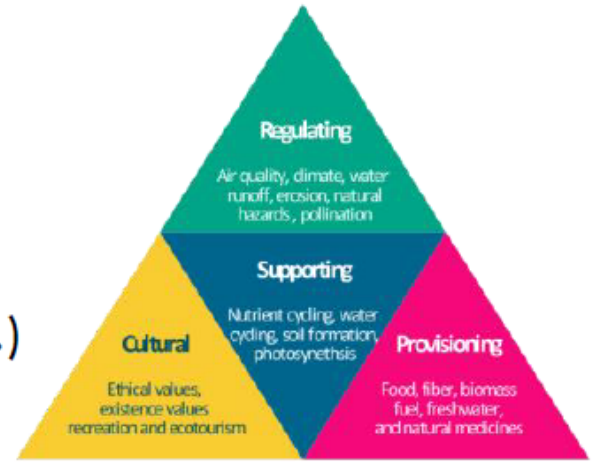 Regulating
Air quality, climate, water
runoff, erosion, natural
hazards, pollination
Supporting
Nutrient cycling, water
cycling, soil formation,
photosynethsis
.)
Cultural
Ethical values,
existence values
recreation and ecotourism
Provisioning
Food, fiber, biomass
fuel, freshwater,
and natural medicines